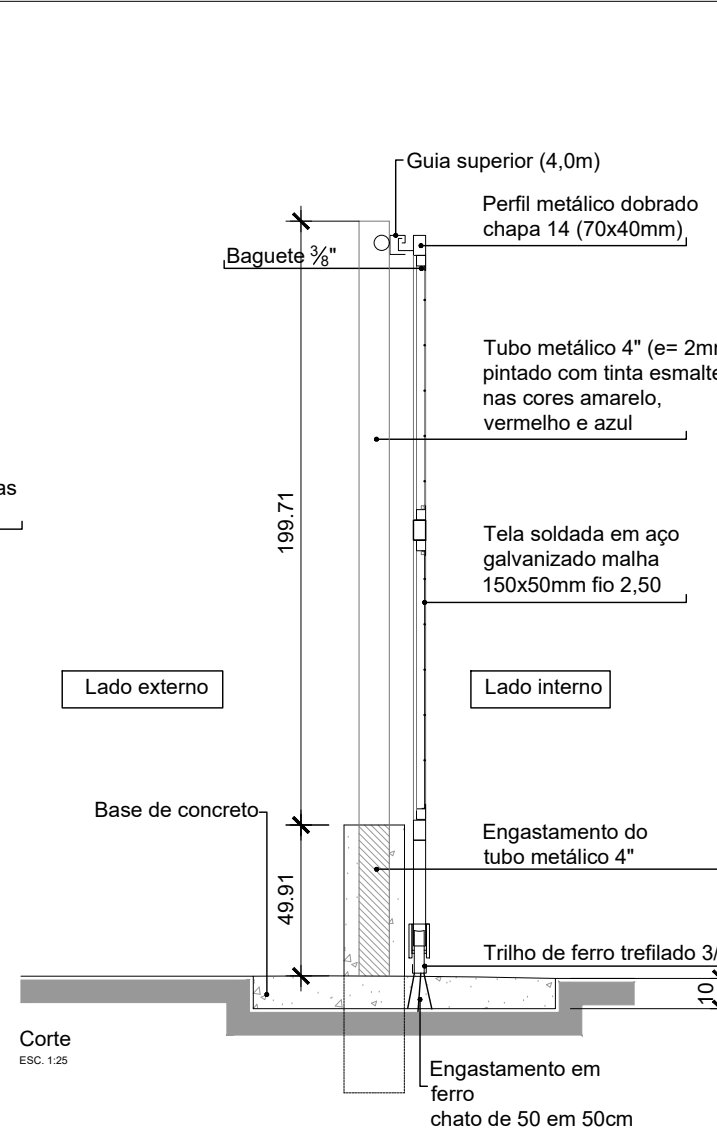 Guia superior (4,0m)
Perfil metálico dobrado
chapa 14 (70x40mm)
Baguete ⅜"
Tubo metálico 4" (e= 2m
pintado com tinta esmalte
nas cores amarelo,
vermelho e azul
as
199.71
Tela soldada em aço
galvanizado malha
150x50mm fio 2,50
Lado externo
Lado interno
Base de concreto
Engastamento do
tubo metálico 4"
49.91
Trilho de ferro trefilado 3/
10
Corte
ESC. 1:25
Engastamento em
ferro
chato de 50 em 50cm